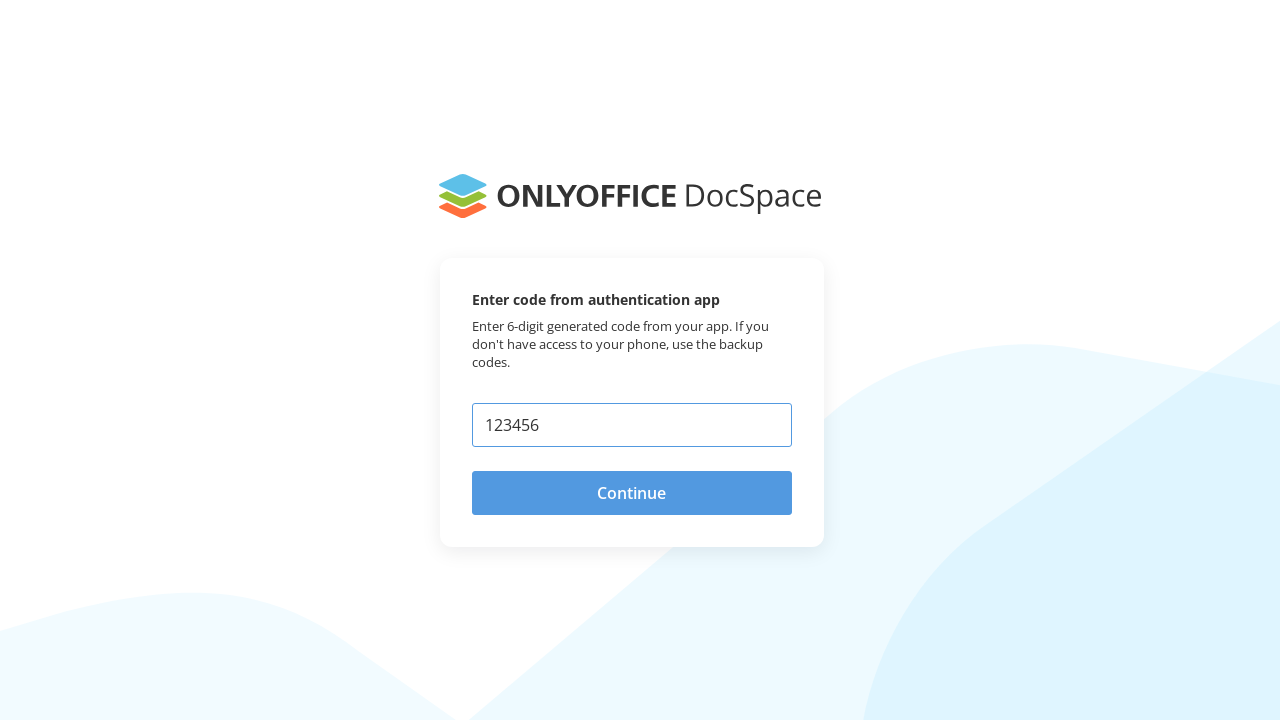 ONLYOFFICE DocSpace
Enter code from authentication app
Enter 6-digit generated code from your app. If you
don't have access to your phone, use the backup
codes.
123456
Continue